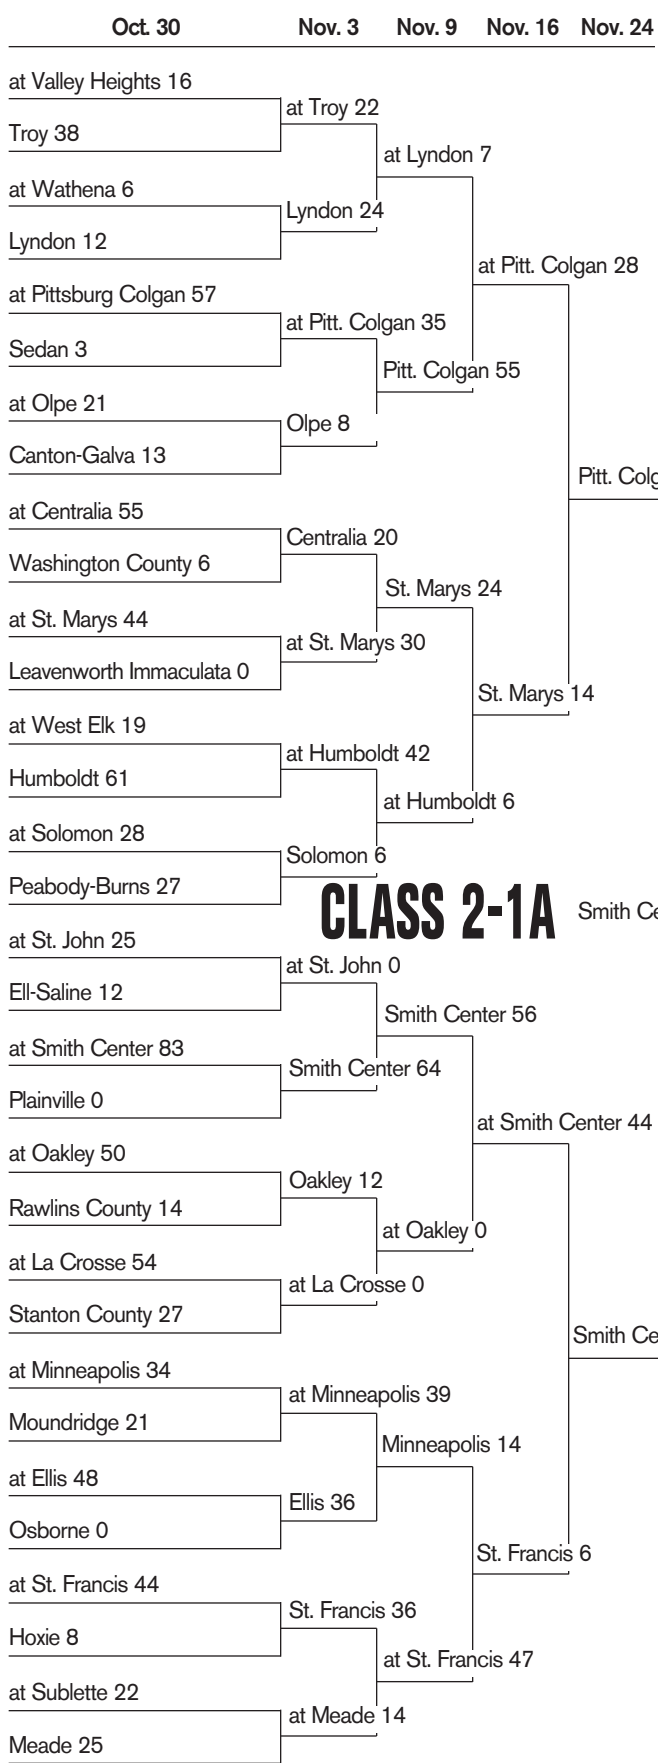 Oct. 30 Nov. 3 Nov. 9 Nov. 16 Nov. 24
at Valley Heights 16
Troy 38
at Wathena 6
Lyndon 12
at Pittsburg Colgan 57
Sedan 3
at Olpe 21
Canton-Galva 13
at Centralia 55
Washington County 6
at St. Marys 44
Leavenworth Immaculata 0
at West Elk 19
Humboldt 61
at Solomon 28
Peabody-Burns 27
at St. John 25
Ell-Saline 12
at Smith Center 83
Plainville 0
at Oakley 50
Rawlins County 14
at La Crosse 54
Stanton County 27
at Minneapolis 34
Moundridge 21
at Ellis 48
Osborne 0
at St. Francis 44
Hoxie 8
at Sublette 22
Meade 25
at Troy 22
Lyndon 24
at Pitt. Colgan 35
Olpe 8
Centralia 20
at St. Marys 30
at Humboldt 42
Solomon 6
at St. John 0
Smith Center 64
Oakley 12
at La Crosse 0
at Minneapolis 39
Ellis 36
St. Francis 36
at Meade 14
at Lyndon 7
Pitt. Colgan 55
St. Marys 24
at Humboldt 6
Smith Center 56
at Oakley 0
Minneapolis 14
at St. Francis 47
at Pitt. Colgan 28
St. Marys 14
at Smith Center 44
St. Francis 6
Pitt. Colg
Smith Ce
CLASS 2-1A
Smith Ce